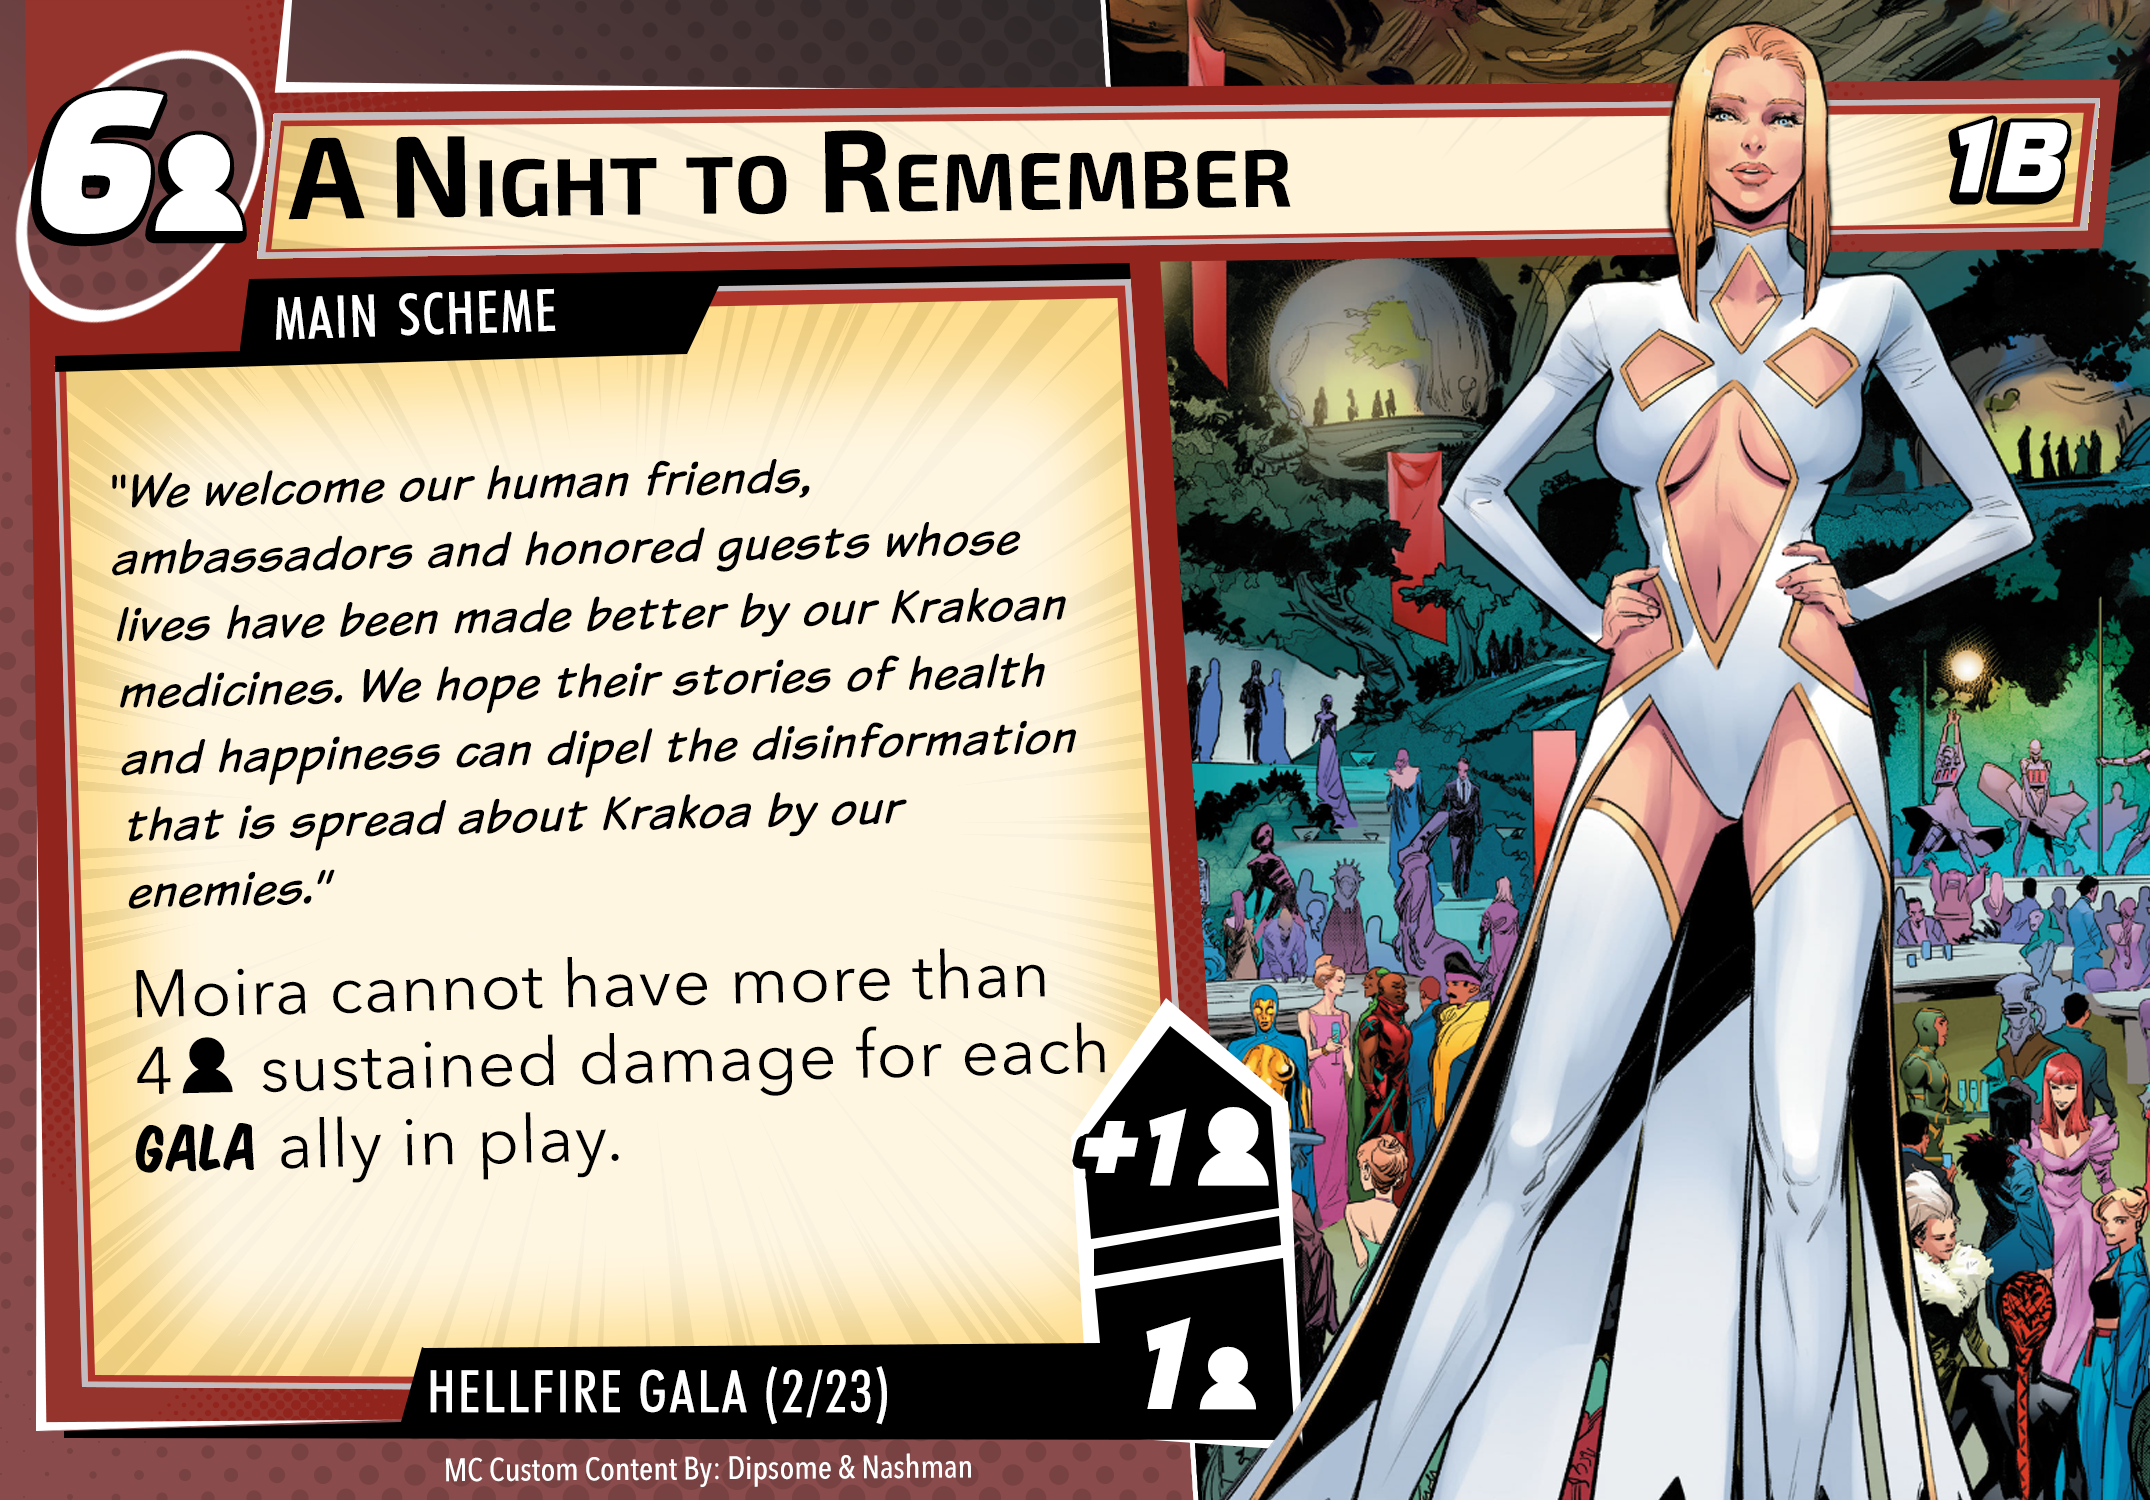 6
A Night to Remember
1B
MAIN SCHEME
"We welcome our human friends,
ambassadors and honored guests whose
lives have been made better by our Krakoan
medicines. We hope their stories of health
and happiness can dipel the disinformation
that is spread about Krakoa by our
enemies."
Moira cannot have more than
4 sustained damage for each
GALA ally in play.
+1
1
HELLFIRE GALA (2/23)
MC Custom Content By: Dipsome & Nashman